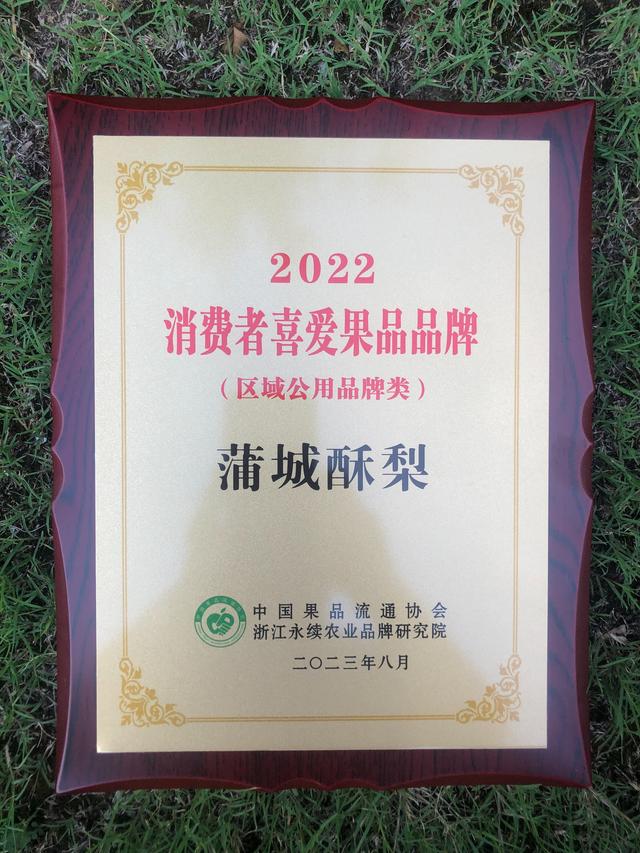 2022
消费者喜爱果品品牌
（区域公用品牌类）
蒲城酥梨
中国果品流通协会
浙江永续农业品牌研究院
二〇二三年八月